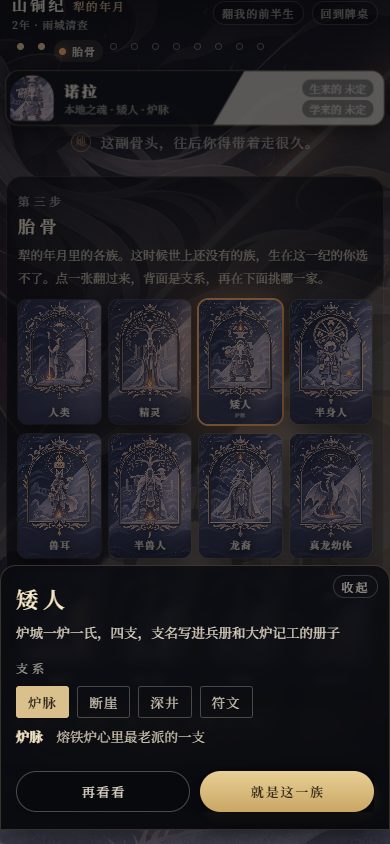 山铜纪 犁的年月
2年·雨城清查
翻我的前半生
回到牌桌
胎骨
诺拉
本地之魂·矮人·炉脉
生来的 未定
学来的 未定
这副骨头，往后你得带着走很久。
第三步
胎骨
犁的年月里的各族。这时候世上还没有的族，生在这一纪的你选
不了。点一张翻过来，背面是支系，再在下面挑哪一家。
人类
精灵
矮人
炉脉
半身人
兽耳
半兽人
龙裔
真龙幼体
矮人
收起
炉城一炉一氏，四支，支名写进兵册和大炉记工的册子
支系
炉脉
断崖
深井
符文
炉脉 熔铁炉心里最老派的一支
再看看
就是这一族